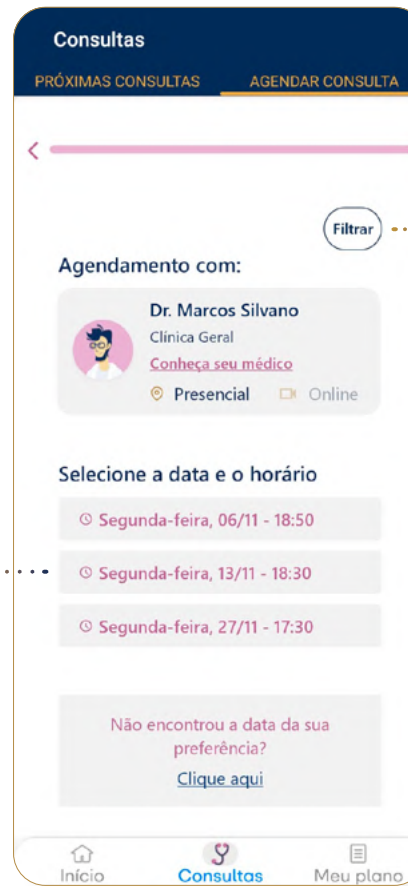 Consultas
PRÓXIMAS CONSULTAS AGENDAR CONSULTA
Filtrar
Agendamento com:
Dr. Marcos Silvano
Clínica Geral
Conheça seu médico
Presencial Online
Selecione a data e o horário
Segunda-feira, 06/11 - 18:50
Segunda-feira, 13/11 - 18:30
Segunda-feira, 27/11 - 17:30
Não encontrou a data da sua
preferência?
Clique aqui
Início Consultas Meu plano